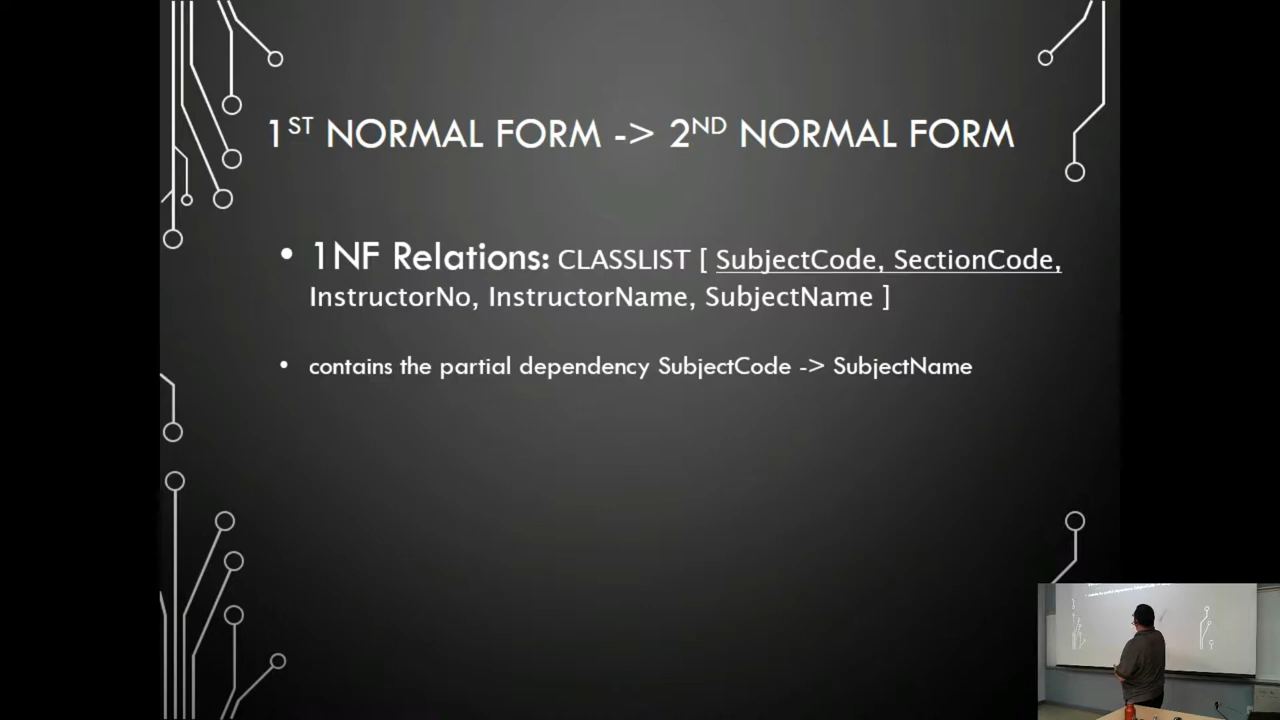 1ST NORMAL FORM -> 2ND NORMAL FORM
• 1NF Relations: CLASSLIST [ SubjectCode, SectionCode,
InstructorNo, InstructorName, SubjectName ]
• contains the partial dependency SubjectCode -> SubjectName